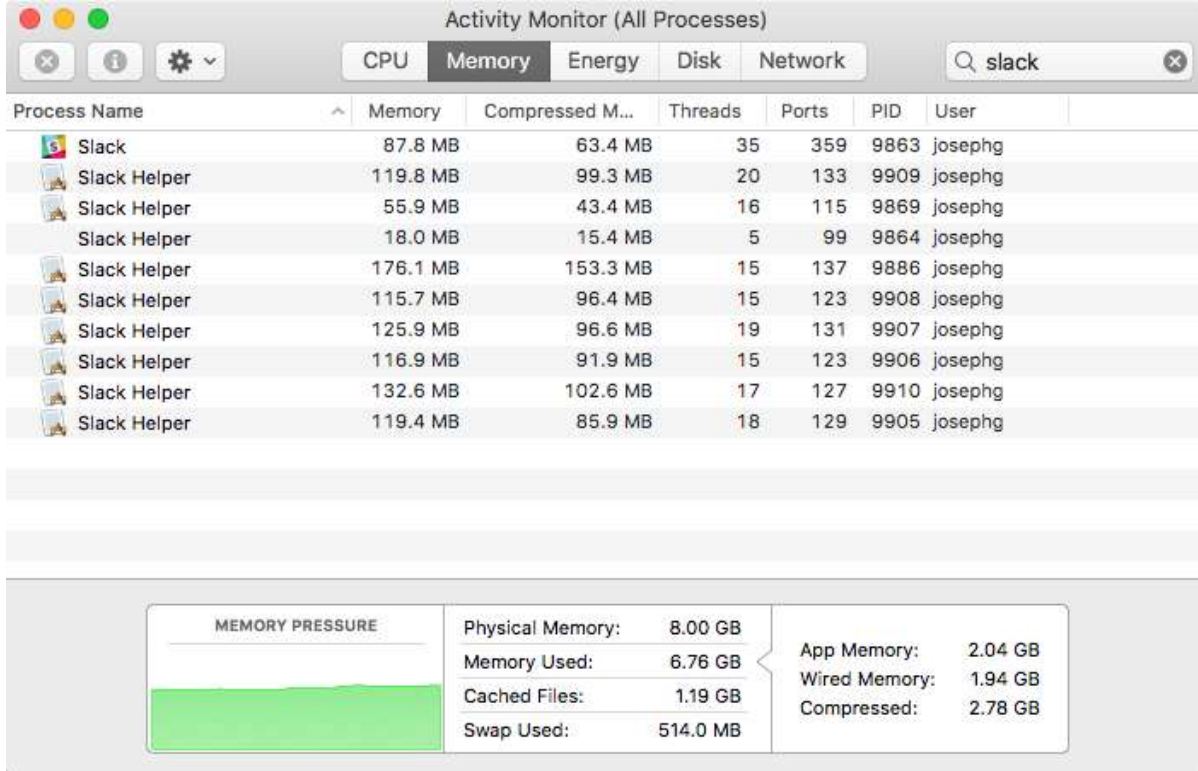 Activity Monitor (All Processes)
CPU Memory Energy Disk Network slack
Process Name Memory Compressed M... Threads Ports PID User
Slack 87.8 MB 63.4 MB 35 359 9863 josephg
Slack Helper 119.8 MB 99.3 MB 20 133 9909 josephg
Slack Helper 55.9 MB 43.4 MB 16 115 9869 josephg
Slack Helper 18.0 MB 15.4 MB 5 99 9864 josephg
Slack Helper 176.1 MB 153.3 MB 15 137 9886 josephg
Slack Helper 115.7 MB 96.4 MB 15 123 9908 josephg
Slack Helper 125.9 MB 96.6 MB 19 131 9907 josephg
Slack Helper 116.9 MB 91.9 MB 15 123 9906 josephg
Slack Helper 132.6 MB 102.6 MB 17 127 9910 josephg
Slack Helper 119.4 MB 85.9 MB 18 129 9905 josephg
MEMORY PRESSURE
Physical Memory: 8.00 GB
Memory Used: 6.76 GB
Cached Files: 1.19 GB
Swap Used: 514.0 MB
App Memory: 2.04 GB
Wired Memory: 1.94 GB
Compressed: 2.78 GB